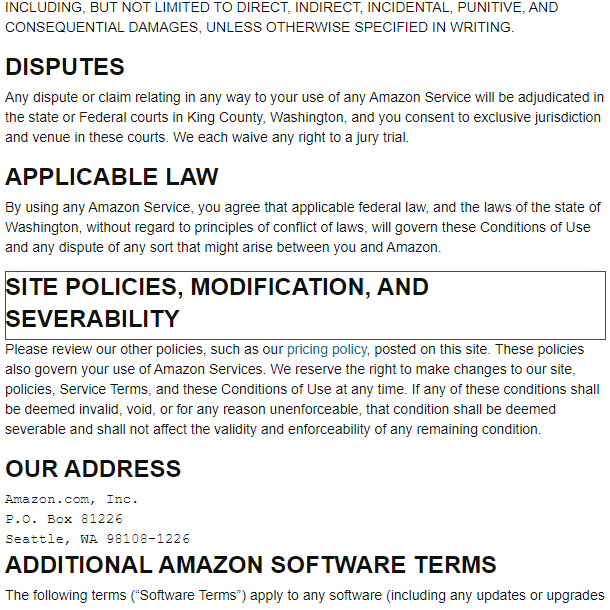 INCLUDING, BUT NOT LIMITED TO DIRECT, INDIRECT, INCIDENTAL, PUNITIVE, AND
CONSEQUENTIAL DAMAGES, UNLESS OTHERWISE SPECIFIED IN WRITING.
DISPUTES
Any dispute or claim relating in any way to your use of any Amazon Service will be adjudicated in
the state or Federal courts in King County, Washington, and you consent to exclusive jurisdiction
and venue in these courts. We each waive any right to a jury trial.
APPLICABLE LAW
By using any Amazon Service, you agree that applicable federal law, and the laws of the state of
Washington, without regard to principles of conflict of laws, will govern these Conditions of Use
and any dispute of any sort that might arise between you and Amazon.
SITE POLICIES, MODIFICATION, AND
SEVERABILITY
Please review our other policies, such as our pricing policy, posted on this site. These policies
also govern your use of Amazon Services. We reserve the right to make changes to our site,
policies, Service Terms, and these Conditions of Use at any time. If any of these conditions shall
be deemed invalid, void, or for any reason unenforceable, that condition shall be deemed
severable and shall not affect the validity and enforceability of any remaining condition.
OUR ADDRESS
Amazon.com, Inc.
P.O. Box 81226
Seattle, WA 98108-1226
ADDITIONAL AMAZON SOFTWARE TERMS
The following terms (“Software Terms”) apply to any software (including any updates or upgrades